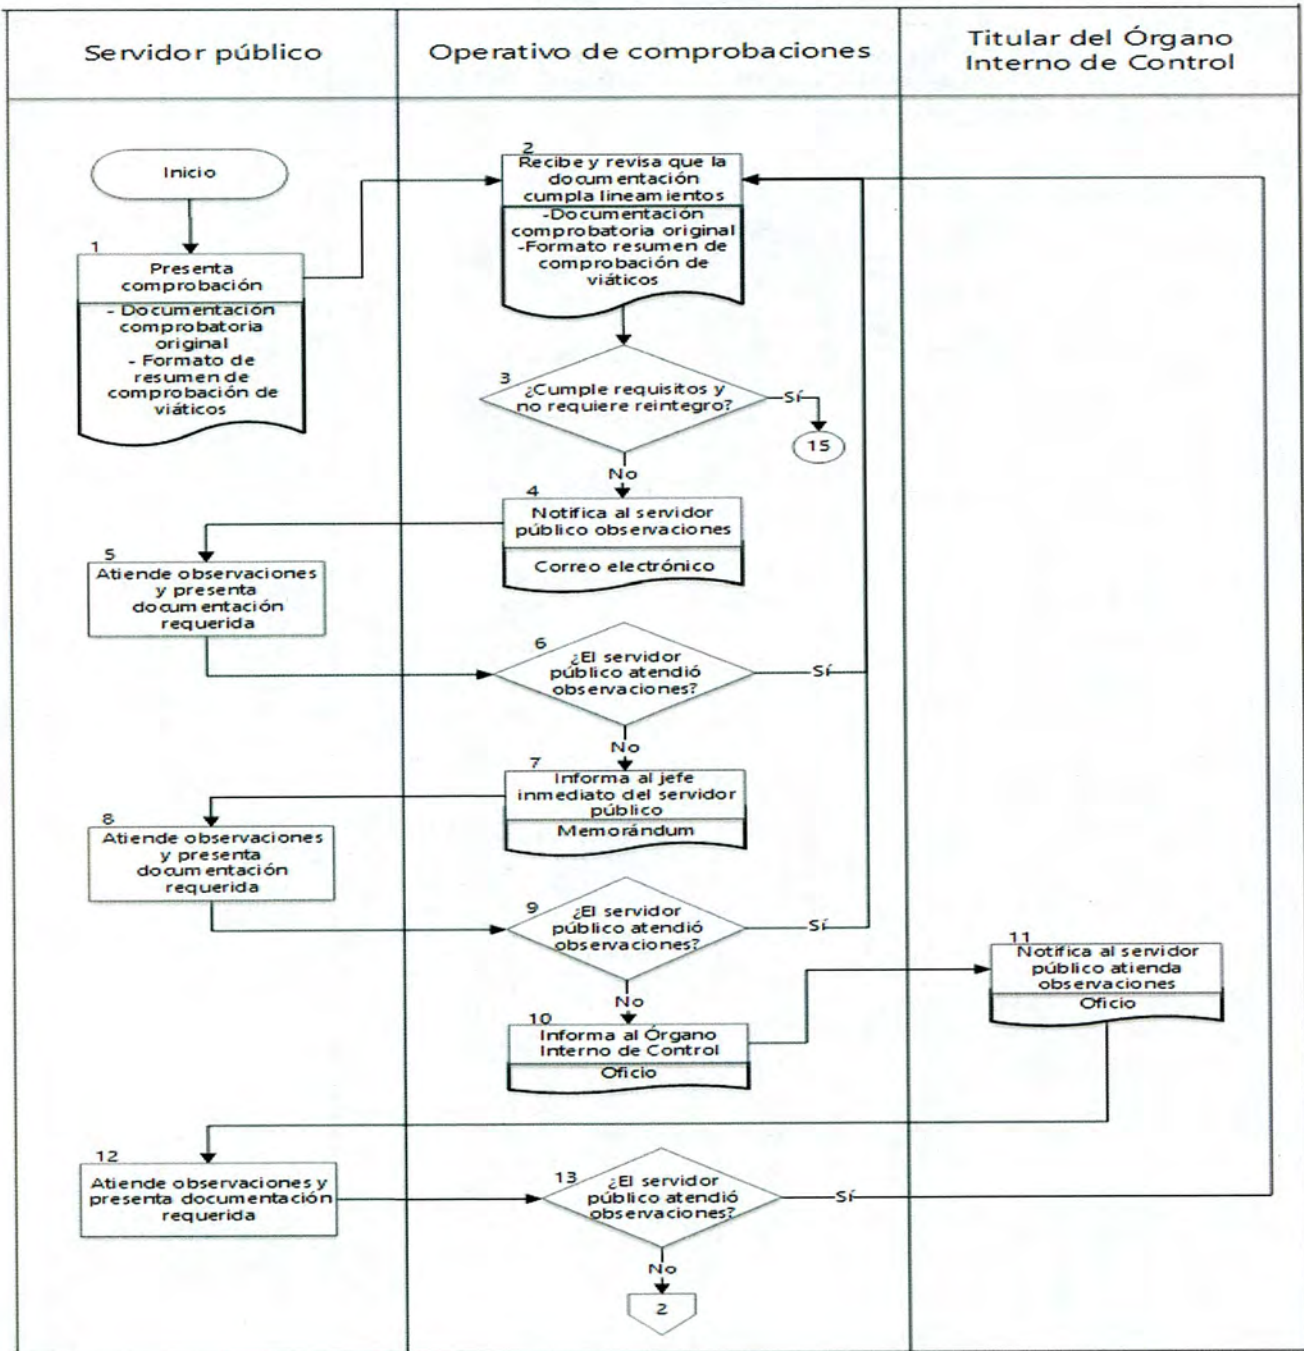 Servidor público
Operativo de comprobaciones
Titular del Órgano
Interno de Control
Inicio
1
Presenta
comprobación
- Documentación
comprobatoria
original
- Formato de
resumen de
comprobación de
viáticos
2
Recibe y revisa que la
documentación
cumpla lineamientos
-Documentación
comprobatoria original
-Formato resumen de
comprobación de
viáticos
3
¿Cumple requisitos y
no requiere reintegro?
Sí
15
No
4
Notifica al servidor
público observaciones
Correo electrónico
5
Atiende observaciones
y presenta
documentación
requerida
6
¿El servidor
público atendió
observaciones?
Sí
No
7
Informa al jefe
inmediato del servidor
público
Memorándum
8
Atiende observaciones
y presenta
documentación
requerida
9
¿El servidor
público atendió
observaciones?
Sí
No
10
Informa al Órgano
Interno de Control
Oficio
11
Notifica al servidor
público atienda
observaciones
Oficio
12
Atiende observaciones y
presenta documentación
requerida
13
¿El servidor
público atendió
observaciones?
Sí
No
2